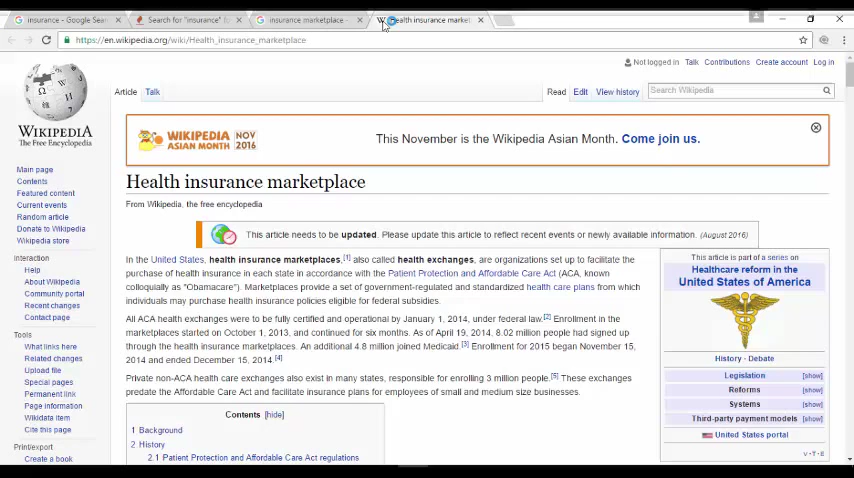 insurance - Google Sear
Search for "insurance" (
insurance marketplace -
Health insurance market
https://en.wikipedia.org/wiki/Health_insurance_marketplace
Not logged in Talk Contributions Create account Log in
Article Talk Read Edit View history Search Wikipedia
WIKIPEDIA
The Free Encyclopedia
WIKIPEDIA ASIAN MONTH NOV 2016
This November is the Wikipedia Asian Month. Come join us.
Main page
Contents
Featured content
Current events
Random article
Donate to Wikipedia
Wikipedia store
Interaction
Help
About Wikipedia
Community portal
Recent changes
Contact page
Tools
What links here
Related changes
Upload file
Special pages
Permanent link
Page information
Wikidata item
Cite this page
Print/export
Create a book
Health insurance marketplace
From Wikipedia, the free encyclopedia
This article needs to be updated. Please update this article to reflect recent events or newly available information. (August 2016)
In the United States, health insurance marketplaces,[1] also called health exchanges, are organizations set up to facilitate the
purchase of health insurance in each state in accordance with the Patient Protection and Affordable Care Act (ACA, known
colloquially as "Obamacare"). Marketplaces provide a set of government-regulated and standardized health care plans from which
individuals may purchase health insurance policies eligible for federal subsidies.
All ACA health exchanges were to be fully certified and operational by January 1, 2014, under federal law.[2] Enrollment in the
marketplaces started on October 1, 2013, and continued for six months. As of April 19, 2014, 8.02 million people had signed up
through the health insurance marketplaces. An additional 4.8 million joined Medicaid.[3] Enrollment for 2015 began November 15,
2014 and ended December 15, 2014.[4]
Private non-ACA health care exchanges also exist in many states, responsible for enrolling 3 million people.[5] These exchanges
predate the Affordable Care Act and facilitate insurance plans for employees of small and medium size businesses.
Contents [hide]
1 Background
2 History
2.1 Patient Protection and Affordable Care Act regulations
This article is part of a series on
Healthcare reform in the
United States of America
History · Debate
Legislation [show]
Reforms [show]
Systems [show]
Third-party payment models [show]
United States portal
V · T · E